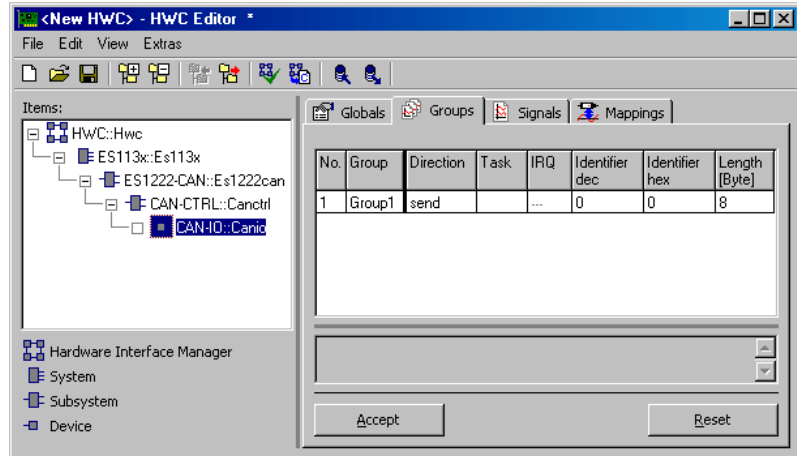 <New HWC> - HWC Editor *
File Edit View Extras
Items:
HWC::Hwc
ES113x::Es113x
ES1222-CAN::Es1222can
CAN-CTRL::Canctrl
CAN-IO::Canio
Hardware Interface Manager
System
Subsystem
Device
Globals Groups Signals Mappings
No. Group Direction Task IRQ Identifier dec Identifier hex Length [Byte]
1 Group1 send --- 0 0 8
Accept Reset